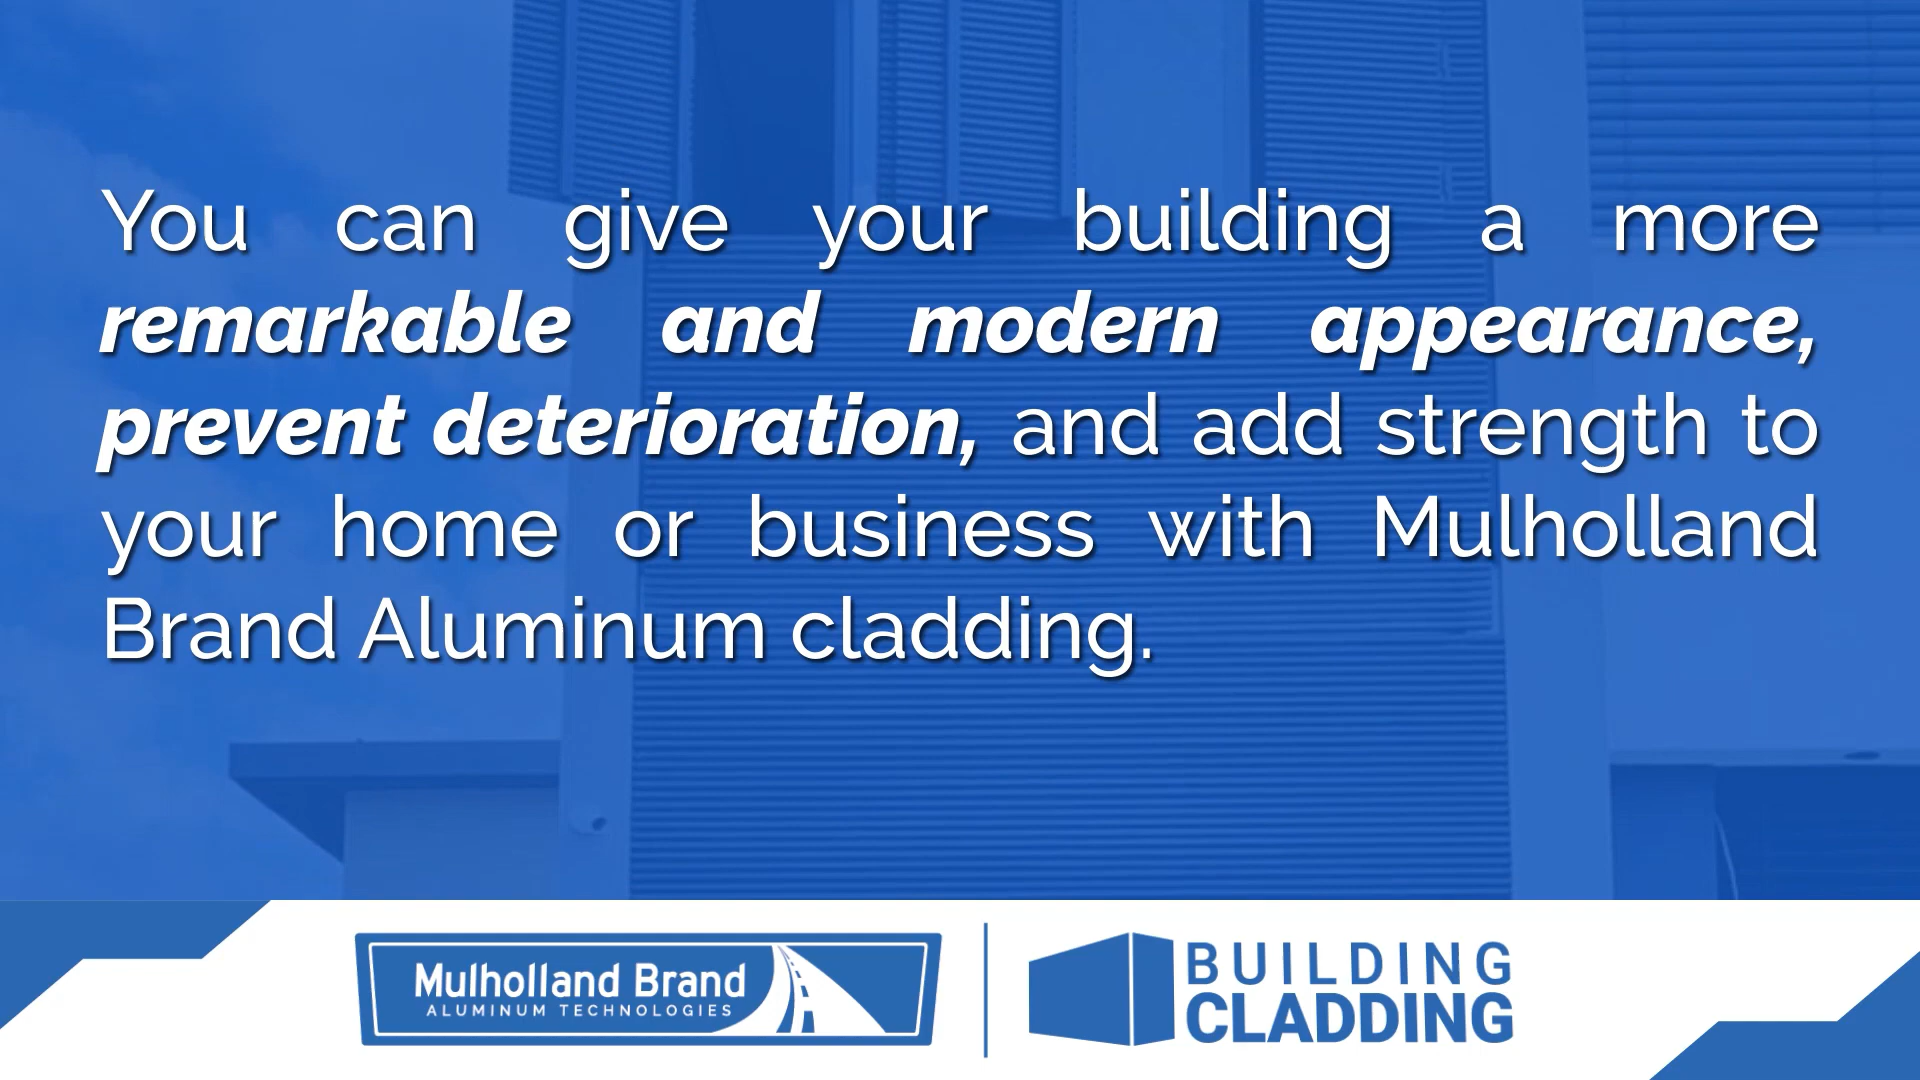 You can give your building a more
remarkable and modern appearance,
prevent deterioration, and add strength to
your home or business with Mulholland
Brand Aluminum cladding.
Mulholland Brand
ALUMINUM TECHNOLOGIES
BUILDING
CLADDING